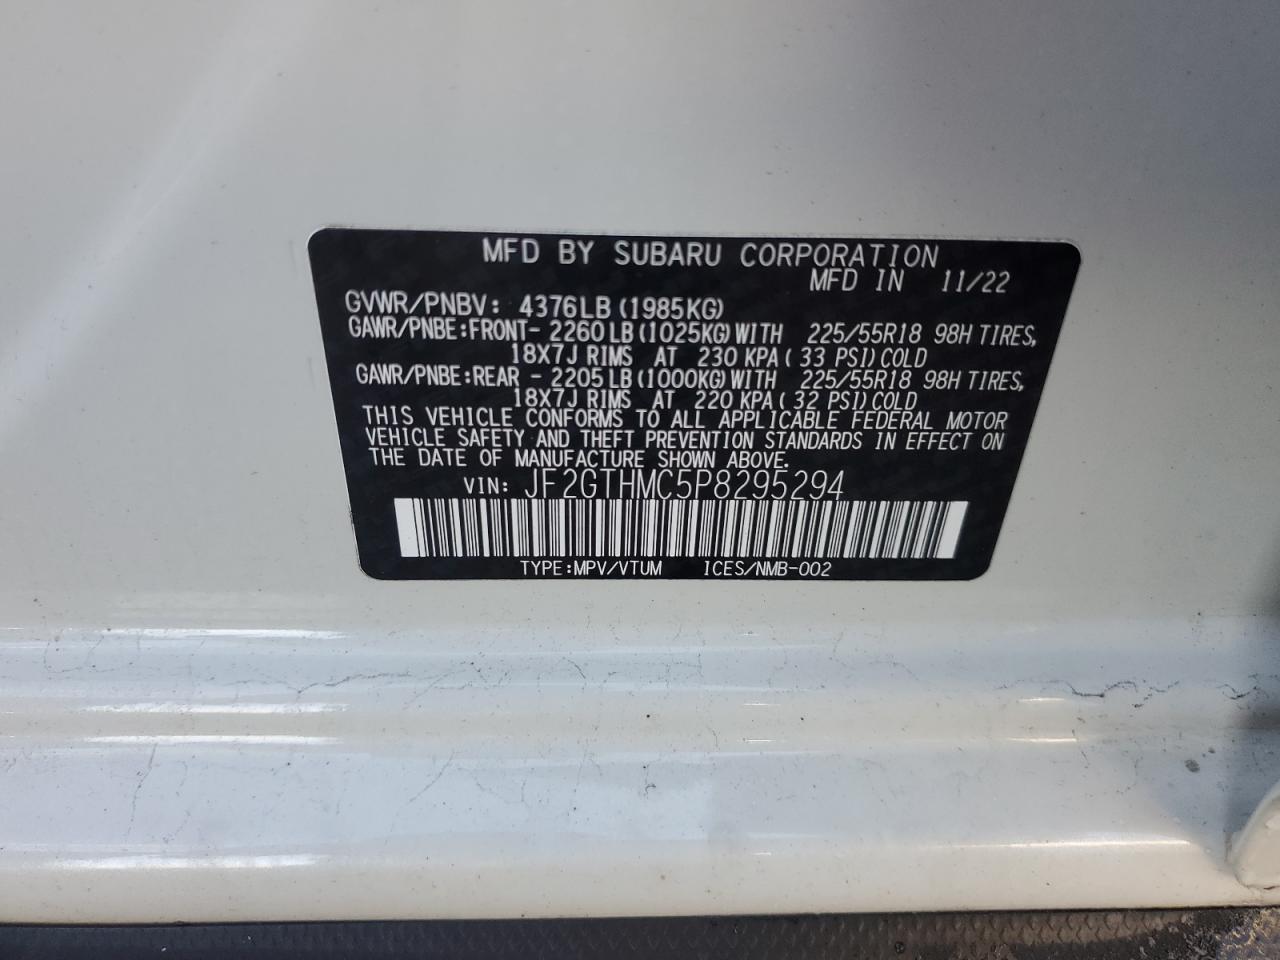 MFD BY SUBARU CORPORATION
MFD IN 11/22
GVWR/PNBV: 4376LB (1985KG)
GAWR/PNBE:FRONT- 2260 LB (1025KG) WITH 225/55R18 98H TIRES,
18X7J RIMS AT 230 KPA ( 33 PSI) COLD
GAWR/PNBE:REAR - 2205 LB (1000KG) WITH 225/55R18 98H TIRES,
18X7J RIMS AT 220 KPA ( 32 PSI) COLD
THIS VEHICLE CONFORMS TO ALL APPLICABLE FEDERAL MOTOR
VEHICLE SAFETY AND THEFT PREVENTION STANDARDS IN EFFECT ON
THE DATE OF MANUFACTURE SHOWN ABOVE.
VIN: JF2GTHMC5P8295294
TYPE:MPV/VTUM ICES/NMB-002